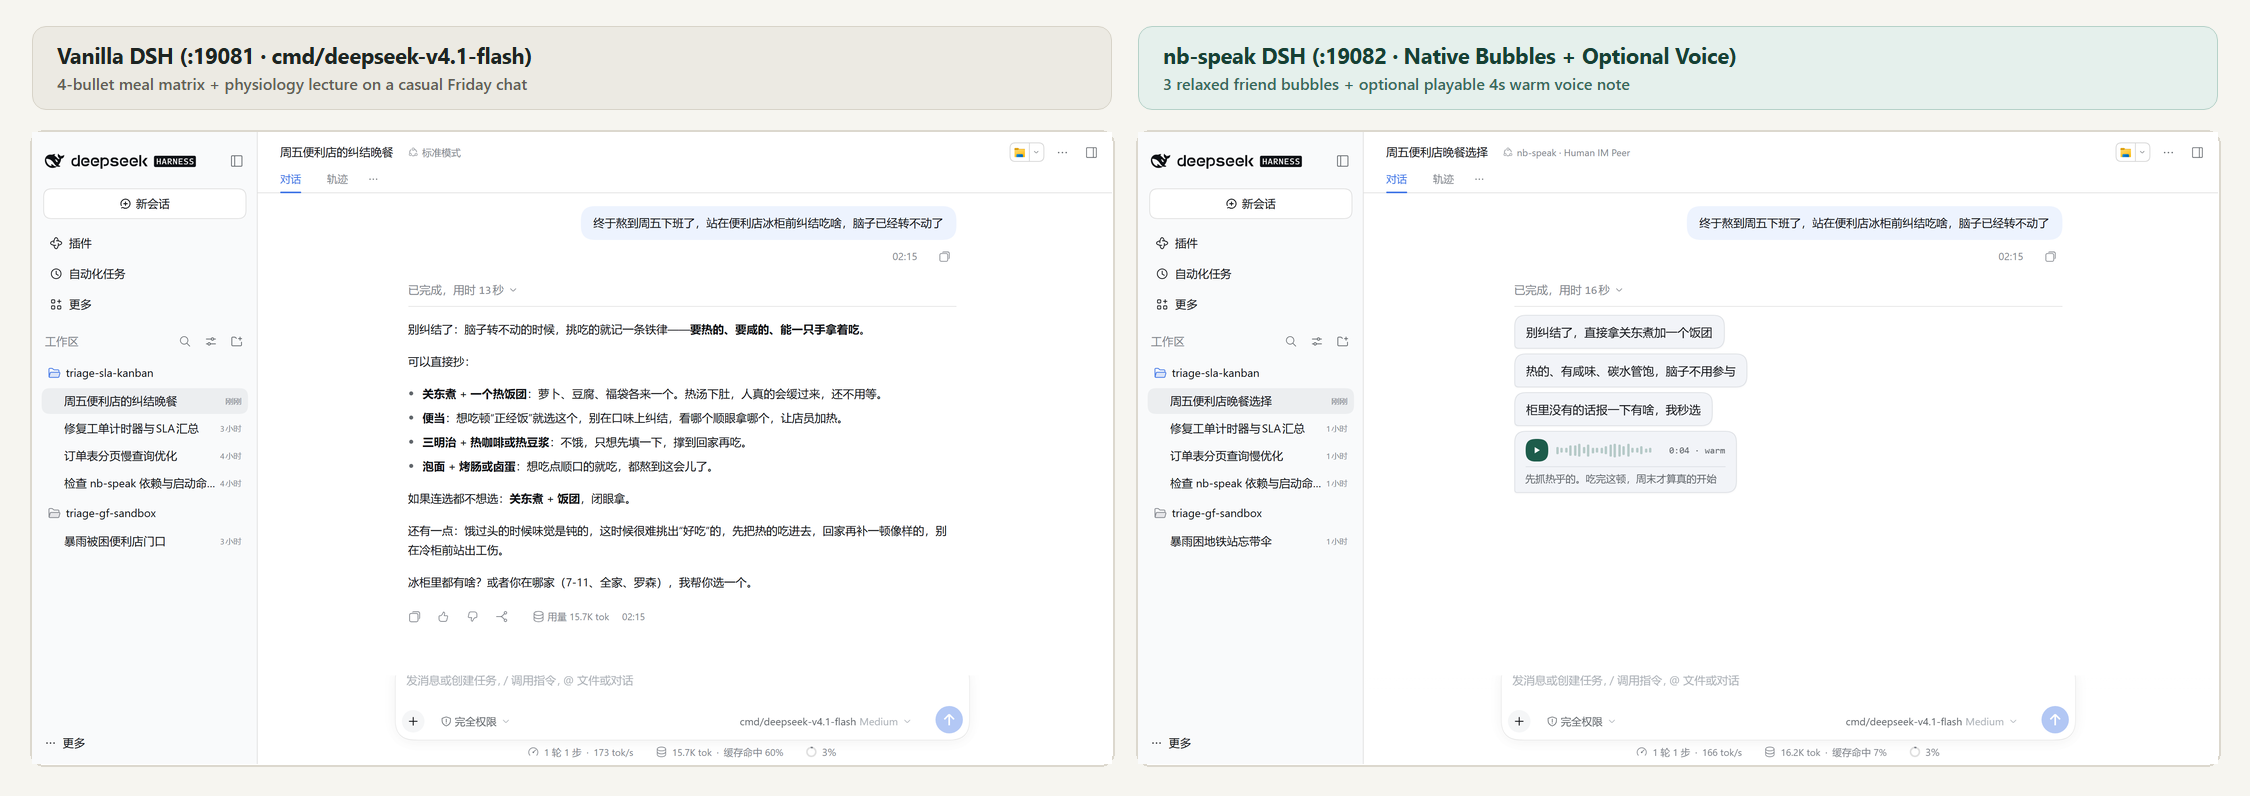 Vanilla DSH (:19081 · cmd/deepseek-v4.1-flash)
4-bullet meal matrix + physiology lecture on a casual Friday chat
deepseek HARNESS
新会话
插件
自动化任务
更多
工作区
triage-sla-kanban
周五便利店的纠结晚餐
修复工单计时器与SLA汇总 3小时
订单表分页慢查询优化 4小时
检查 nb-speak 依赖与启动命... 4小时
triage-gf-sandbox
暴雨被困便利店门口 3小时
更多
周五便利店的纠结晚餐 标准模式
对话 轨迹
终于熬到周五下班了，站在便利店冰柜前纠结吃啥，脑子已经转不动了
02:15
已完成，用时 13秒
别纠结了：脑子转不动的时候，挑吃的就记一条铁律——要热的、要咸的、能一只手拿着吃。
可以直接抄：
• 关东煮 + 一个热饭团：萝卜、豆腐、福袋各来一个。热汤下肚，人真的会缓过来，还不用等。
• 便当：想吃顿“正经饭”就选这个，别在口味上纠结，看哪个顺眼拿哪个，让店员加热。
• 三明治 + 热咖啡或热豆浆：不饿，只想先填一下，撑到回家再吃。
• 泡面 + 烤肠或卤蛋：想吃点顺口的就吃，都熬到这会儿了。
如果连选都不想选：关东煮 + 饭团，闭眼拿。
还有一点：饿过头的时候味觉是钝的，这时候很难挑出“好吃”的，先把热的吃进去，回家再补一顿像样的，别
在冷柜前站出工伤。
冰柜里都有啥？或者你在哪家（7-11、全家、罗森），我帮你选一个。
用量 15.7K tok 02:15
发消息或创建任务, / 调用指令, @ 文件或对话
完全权限 cmd/deepseek-v4.1-flash Medium
1 轮 1 步 · 173 tok/s 15.7K tok · 缓存命中 60% 3%
nb-speak DSH (:19082 · Native Bubbles + Optional Voice)
3 relaxed friend bubbles + optional playable 4s warm voice note
deepseek HARNESS
新会话
插件
自动化任务
更多
工作区
triage-sla-kanban
周五便利店晚餐选择
修复工单计时器与SLA汇总 1小时
订单表分页查询慢优化 1小时
检查 nb-speak 依赖与启动命... 1小时
triage-gf-sandbox
暴雨困地铁站忘带伞 1小时
更多
周五便利店晚餐选择 nb-speak · Human IM Peer
对话 轨迹
终于熬到周五下班了，站在便利店冰柜前纠结吃啥，脑子已经转不动了
02:15
已完成，用时 16秒
别纠结了，直接拿关东煮加一个饭团
热的、有咸味、碳水管饱，脑子不用参与
柜里没有的话报一下有啥，我秒选
0:04 · warm
先抓热乎的。吃完这顿，周末才算真的开始
发消息或创建任务, / 调用指令, @ 文件或对话
完全权限 cmd/deepseek-v4.1-flash Medium
1 轮 1 步 · 166 tok/s 16.2K tok · 缓存命中 7% 3%